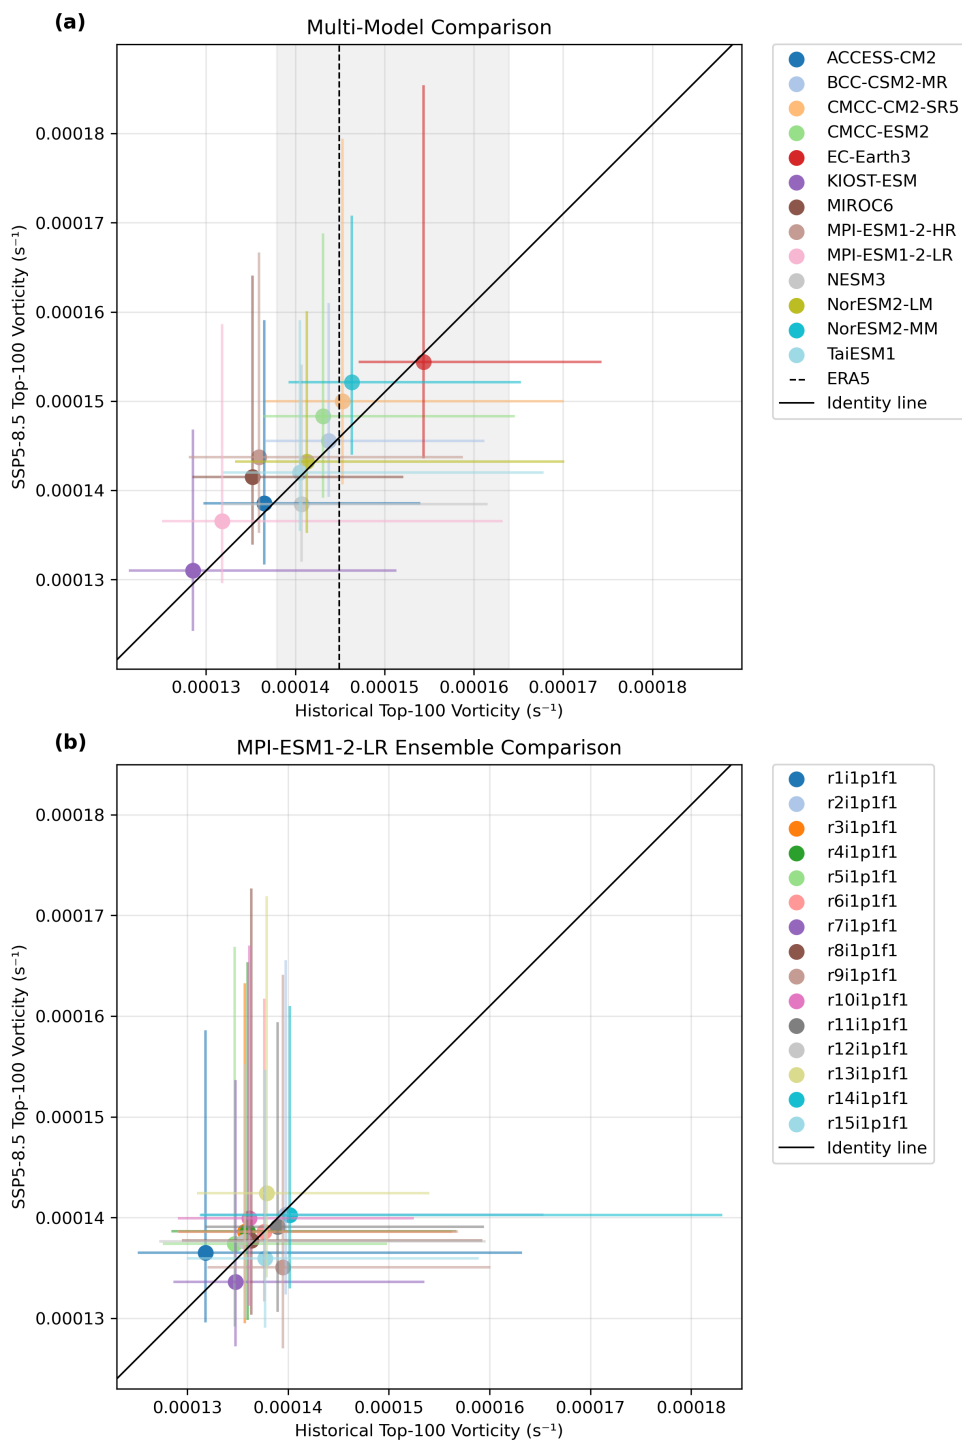 (a)
Multi-Model Comparison
SSP5-8.5 Top-100 Vorticity (s⁻¹)
0.00018
0.00017
0.00016
0.00015
0.00014
0.00013
0.00013 0.00014 0.00015 0.00016 0.00017 0.00018
Historical Top-100 Vorticity (s⁻¹)
ACCESS-CM2
BCC-CSM2-MR
CMCC-CM2-SR5
CMCC-ESM2
EC-Earth3
KIOST-ESM
MIROC6
MPI-ESM1-2-HR
MPI-ESM1-2-LR
NESM3
NorESM2-LM
NorESM2-MM
TaiESM1
ERA5
Identity line
(b)
MPI-ESM1-2-LR Ensemble Comparison
SSP5-8.5 Top-100 Vorticity (s⁻¹)
0.00018
0.00017
0.00016
0.00015
0.00014
0.00013
0.00013 0.00014 0.00015 0.00016 0.00017 0.00018
Historical Top-100 Vorticity (s⁻¹)
r1i1p1f1
r2i1p1f1
r3i1p1f1
r4i1p1f1
r5i1p1f1
r6i1p1f1
r7i1p1f1
r8i1p1f1
r9i1p1f1
r10i1p1f1
r11i1p1f1
r12i1p1f1
r13i1p1f1
r14i1p1f1
r15i1p1f1
Identity line